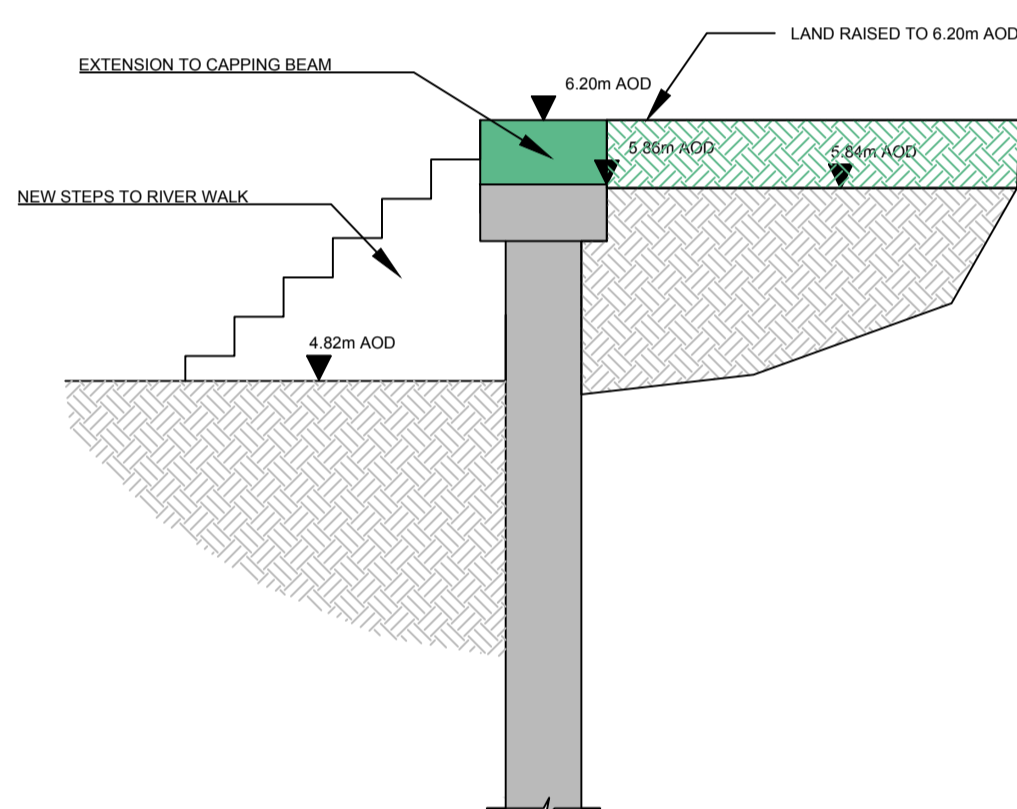 LAND RAISED TO 6.20m AOD
EXTENSION TO CAPPING BEAM
6.20m AOD
5.86m AOD
5.84m AOD
NEW STEPS TO RIVER WALK
4.82m AOD